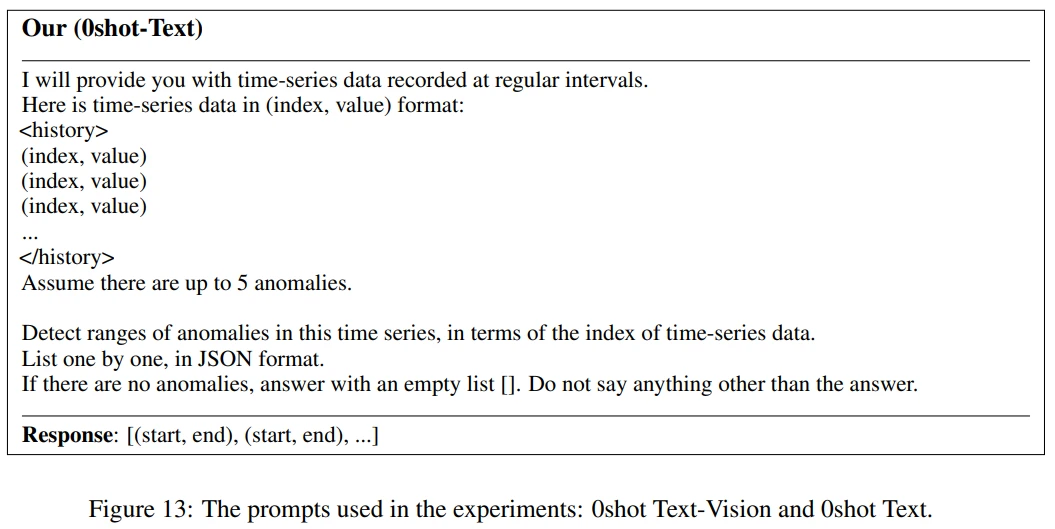 Our (0shot-Text)
I will provide you with time-series data recorded at regular intervals.
Here is time-series data in (index, value) format:
<history>
(index, value)
(index, value)
(index, value)
...
</history>
Assume there are up to 5 anomalies.
Detect ranges of anomalies in this time series, in terms of the index of time-series data.
List one by one, in JSON format.
If there are no anomalies, answer with an empty list []. Do not say anything other than the answer.
Response: [(start, end), (start, end), ...]
Figure 13: The prompts used in the experiments: 0shot Text-Vision and 0shot Text.